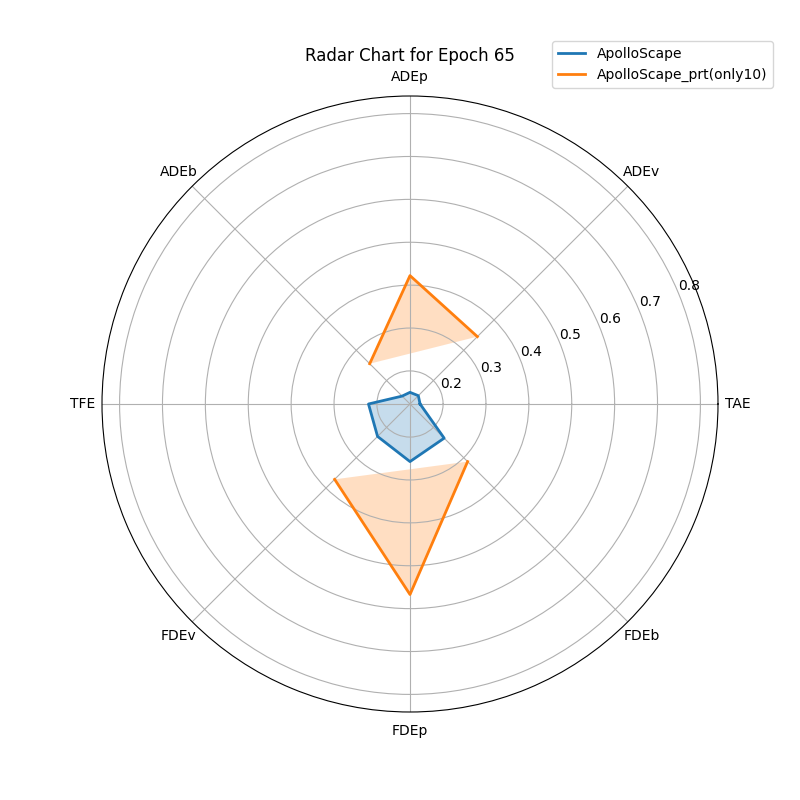 Radar Chart for Epoch 65
ApolloScape
ApolloScape_prt(only10)
ADEp
ADEb
ADEv
0.8
0.7
0.6
0.5
0.4
0.3
0.2
TFE
TAE
FDEv
FDEb
FDEp